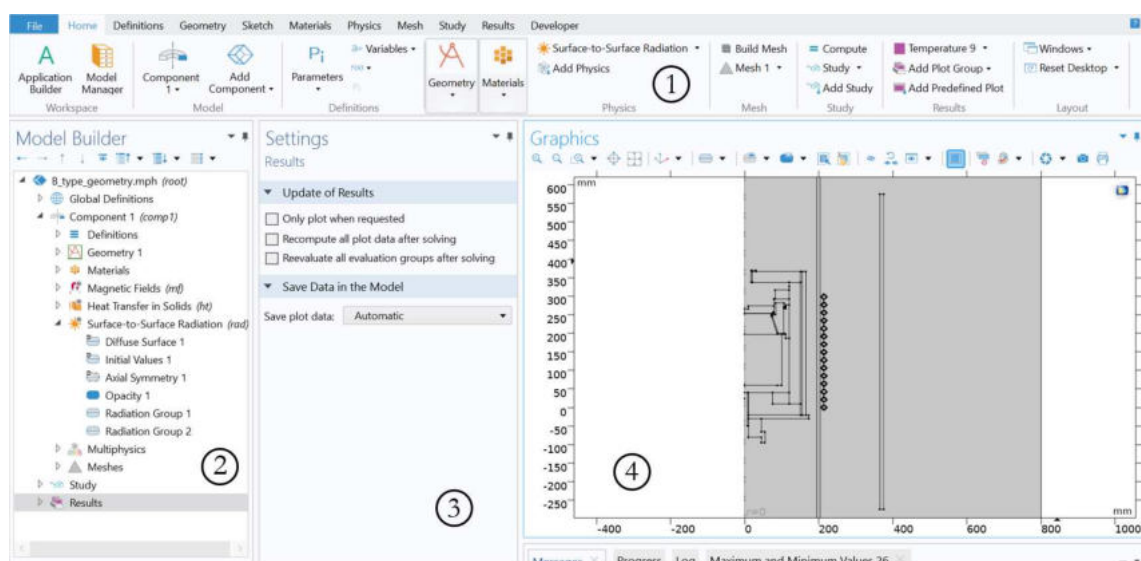 File Home Definitions Geometry Sketch Materials Physics Mesh Study Results Developer
Application Builder
Model Manager
Workspace
Component 1
Add Component
Model
Pi
Parameters
a= Variables
f(x)
Definitions
Geometry
Materials
Surface-to-Surface Radiation
Add Physics
1
Physics
Build Mesh
Mesh 1
Mesh
= Compute
Study
Add Study
Study
Temperature 9
Add Plot Group
Add Predefined Plot
Results
Windows
Reset Desktop
Layout
Model Builder
B_type_geometry.mph (root)
Global Definitions
Component 1 (comp1)
Definitions
Geometry 1
Materials
Magnetic Fields (mf)
Heat Transfer in Solids (ht)
Surface-to-Surface Radiation (rad)
Diffuse Surface 1
Initial Values 1
Axial Symmetry 1
Opacity 1
Radiation Group 1
Radiation Group 2
Multiphysics
Meshes
Study
Results
2
Settings
Results
Update of Results
Only plot when requested
Recompute all plot data after solving
Reevaluate all evaluation groups after solving
Save Data in the Model
Save plot data: Automatic
3
Graphics
mm
600
550
500
450
400
350
300
250
200
150
100
50
0
-50
-100
-150
-200
-250
4
r=0
mm
-400 -200 0 200 400 600 800 1000
Messages Progress Log Maximum and Minimum Values 26